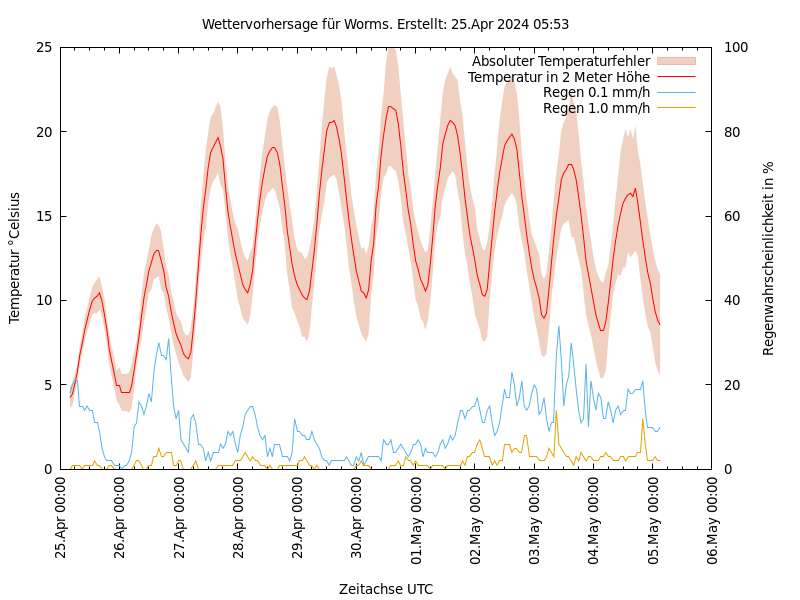 Wettervorhersage für Worms. Erstellt: 25.Apr 2024 05:53
Absoluter Temperaturfehler
Temperatur in 2 Meter Höhe
Regen 0.1 mm/h
Regen 1.0 mm/h
Temperatur °Celsius
25
20
15
10
5
0
100
80
60
40
20
0
Regenwahrscheinlichkeit in %
25.Apr 00:00
26.Apr 00:00
27.Apr 00:00
28.Apr 00:00
29.Apr 00:00
30.Apr 00:00
01.May 00:00
02.May 00:00
03.May 00:00
04.May 00:00
05.May 00:00
06.May 00:00
Zeitachse UTC